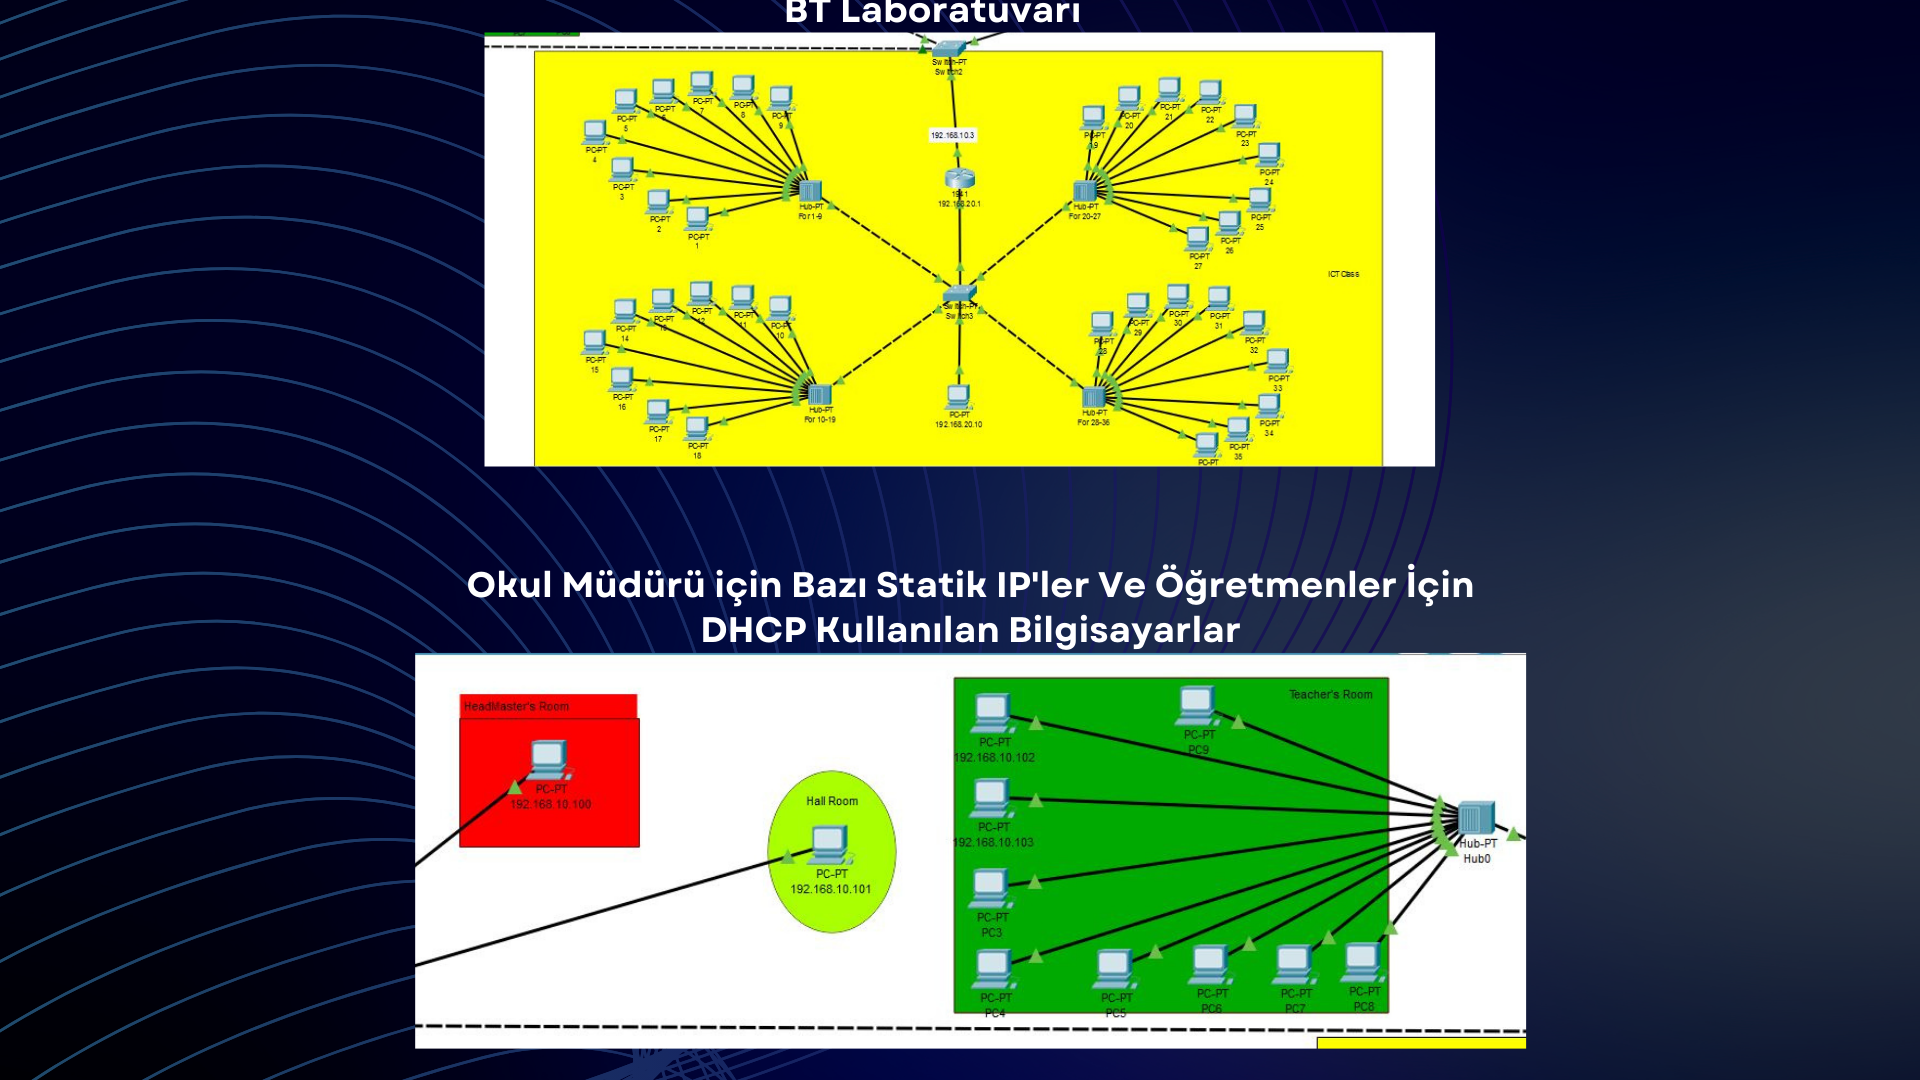 BT Laboratuvarı
Switch-PT
Switch2
192.168.10.3
1941
192.168.20.1
PC-PT
5
PC-PT
6
PC-PT
7
PC-PT
8
PC-PT
9
PC-PT
4
PC-PT
3
PC-PT
2
PC-PT
1
Hub-PT
For 1-9
PC-PT
19
PC-PT
20
PC-PT
21
PC-PT
22
PC-PT
23
PC-PT
24
PC-PT
25
PC-PT
26
PC-PT
27
Hub-PT
For 20-27
ICT Class
Switch-PT
Switch3
PC-PT
14
PC-PT
13
PC-PT
12
PC-PT
11
PC-PT
10
PC-PT
15
PC-PT
16
PC-PT
17
PC-PT
18
Hub-PT
For 10-19
PC-PT
192.168.20.10
PC-PT
28
PC-PT
29
PC-PT
30
PC-PT
31
PC-PT
32
PC-PT
33
PC-PT
34
PC-PT
35
PC-PT
Hub-PT
For 28-36
Okul Müdürü için Bazı Statik IP'ler Ve Öğretmenler İçin
DHCP Kullanılan Bilgisayarlar
HeadMaster's Room
PC-PT
192.168.10.100
Hall Room
PC-PT
192.168.10.101
Teacher's Room
PC-PT
192.168.10.102
PC-PT
PC9
PC-PT
192.168.10.103
PC-PT
PC3
PC-PT
PC4
PC-PT
PC5
PC-PT
PC6
PC-PT
PC7
PC-PT
PC8
Hub-PT
Hub0